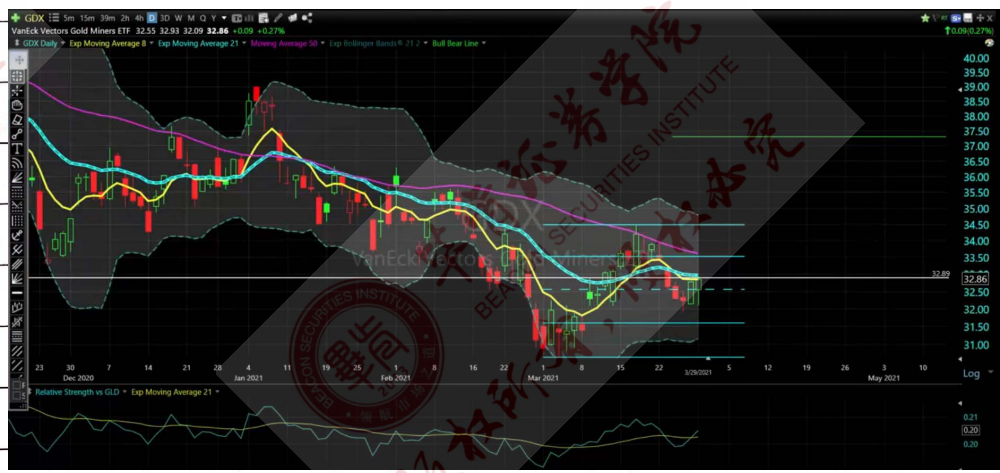 GDX 5m 15m 39m 2h 4h D 3D W M Q Y
VanEck Vectors Gold Miners ETF 32.55 32.93 32.09 32.86 +0.09 +0.27%
0.09(0.27%)
GDX Daily Exp Moving Average 8 Exp Moving Average 21 Moving Average 50 Exp Bollinger Bands® 21 2 Bull Bear Line
40.00
39.50
39.00
38.50
38.00
37.50
37.00
36.50
36.00
35.50
35.00
34.50
34.00
33.50
32.89
32.86
32.50
32.00
31.50
31.00
GDX
VanEck Vectors Gold Miners
BEACON SECURITIES INSTITUTE
BEACON SECURITIES INSTITUTE
23 30 7 14 21 28 4 11 19 25 8 16 22 8 15 22 3/29/2021 5 12 19 26 3 10
Dec 2020 Jan 2021 Feb 2021 Mar 2021 May 2021
Log
Relative Strength vs GLD Exp Moving Average 21
0.21
0.20
0.20